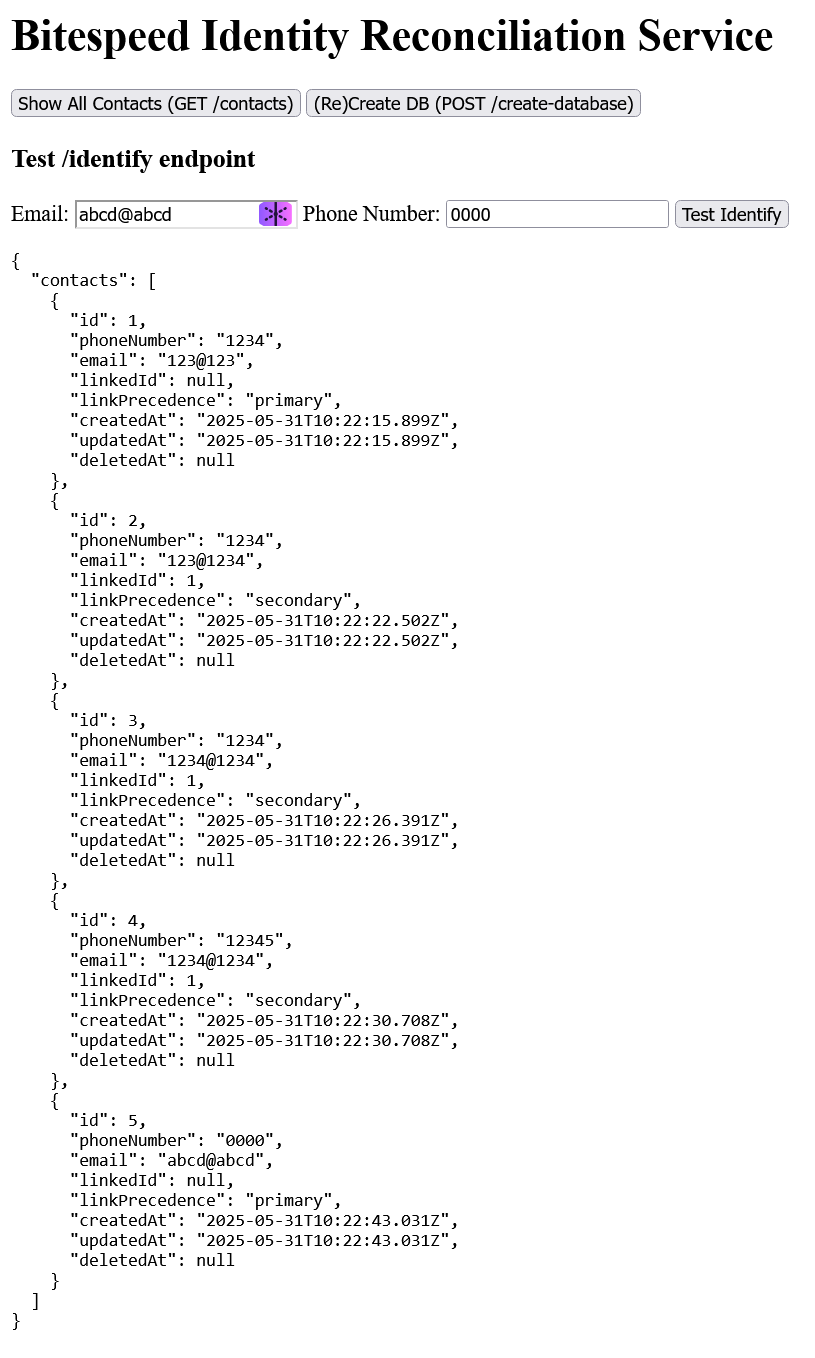 Bitespeed Identity Reconciliation Service
Show All Contacts (GET /contacts) (Re)Create DB (POST /create-database)
Test /identify endpoint
Email: abcd@abcd Phone Number: 0000 Test Identify
{
  "contacts": [
    {
      "id": 1,
      "phoneNumber": "1234",
      "email": "123@123",
      "linkedId": null,
      "linkPrecedence": "primary",
      "createdAt": "2025-05-31T10:22:15.899Z",
      "updatedAt": "2025-05-31T10:22:15.899Z",
      "deletedAt": null
    },
    {
      "id": 2,
      "phoneNumber": "1234",
      "email": "123@1234",
      "linkedId": 1,
      "linkPrecedence": "secondary",
      "createdAt": "2025-05-31T10:22:22.502Z",
      "updatedAt": "2025-05-31T10:22:22.502Z",
      "deletedAt": null
    },
    {
      "id": 3,
      "phoneNumber": "1234",
      "email": "1234@1234",
      "linkedId": 1,
      "linkPrecedence": "secondary",
      "createdAt": "2025-05-31T10:22:26.391Z",
      "updatedAt": "2025-05-31T10:22:26.391Z",
      "deletedAt": null
    },
    {
      "id": 4,
      "phoneNumber": "12345",
      "email": "1234@1234",
      "linkedId": 1,
      "linkPrecedence": "secondary",
      "createdAt": "2025-05-31T10:22:30.708Z",
      "updatedAt": "2025-05-31T10:22:30.708Z",
      "deletedAt": null
    },
    {
      "id": 5,
      "phoneNumber": "0000",
      "email": "abcd@abcd",
      "linkedId": null,
      "linkPrecedence": "primary",
      "createdAt": "2025-05-31T10:22:43.031Z",
      "updatedAt": "2025-05-31T10:22:43.031Z",
      "deletedAt": null
    }
  ]
}